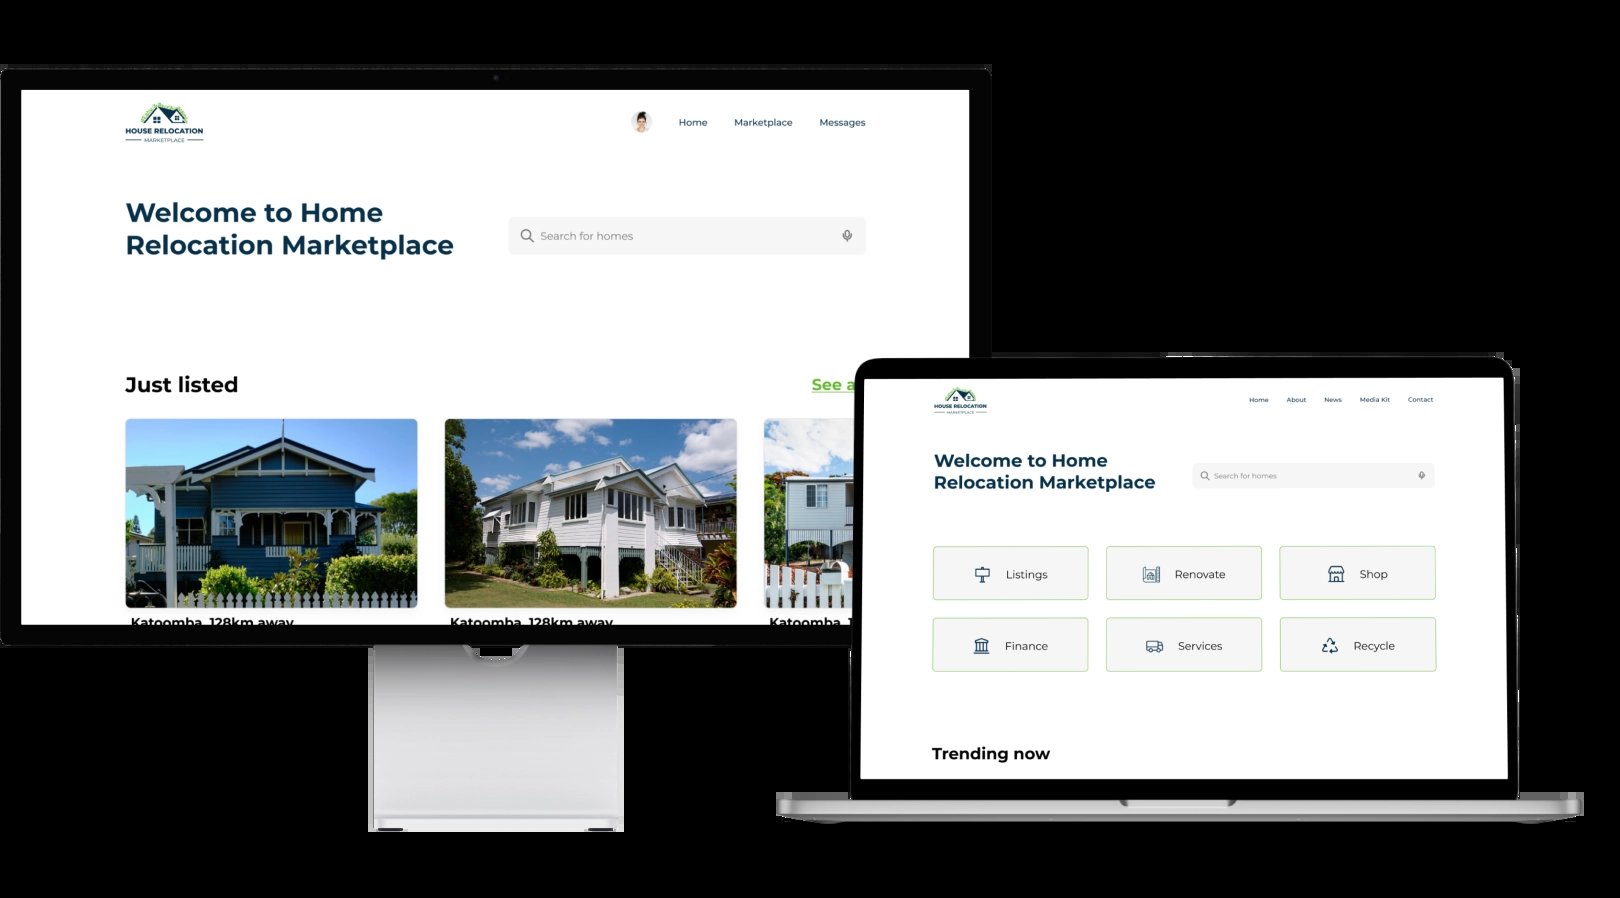 HOUSE RELOCATION
MARKETPLACE
Home Marketplace Messages
Welcome to Home
Relocation Marketplace
Search for homes
Just listed
See a
Katoomba, 128km away
Katoomba, 128km away
Katoomba, 1
HOUSE RELOCATION
MARKETPLACE
Home About News Media Kit Contact
Welcome to Home
Relocation Marketplace
Search for homes
Listings
Renovate
Shop
Finance
Services
Recycle
Trending now